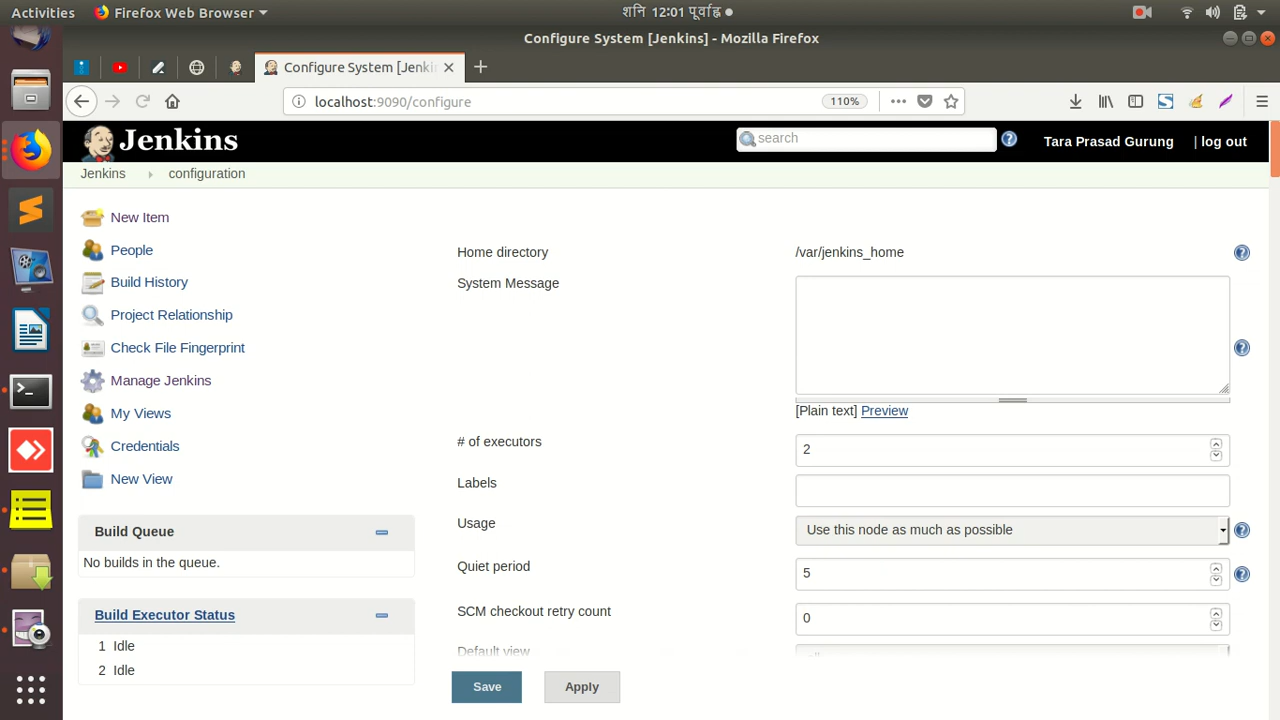 Activities
Firefox Web Browser
शनि 12:01 पूर्वाह्न
Configure System [Jenkins] - Mozilla Firefox
Configure System [Jenki
localhost:9090/configure
110%
Jenkins
search
Tara Prasad Gurung
| log out
Jenkins
configuration
New Item
People
Build History
Project Relationship
Check File Fingerprint
Manage Jenkins
My Views
Credentials
New View
Build Queue
No builds in the queue.
Build Executor Status
1 Idle
2 Idle
Home directory
/var/jenkins_home
System Message
[Plain text] Preview
# of executors
2
Labels
Usage
Use this node as much as possible
Quiet period
5
SCM checkout retry count
0
Default view
Save
Apply